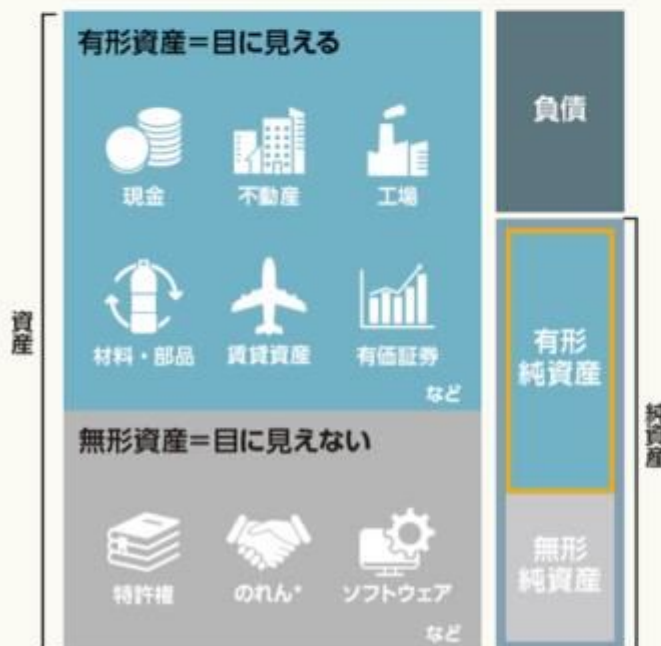 資産
有形資産＝目に見える
現金
不動産
工場
材料・部品
賃貸資産
有価証券
など
無形資産＝目に見えない
特許権
のれん*
ソフトウェア
など
負債
有形
純資産
無形
純資産
純資産